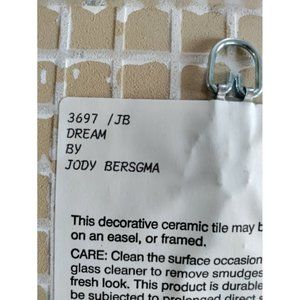 3697 /JB
DREAM
BY
JODY BERSGMA
This decorative ceramic tile may b
on an easel, or framed.
CARE: Clean the surface occasion
glass cleaner to remove smudges
fresh look. This product is durable
be subjected to prolonged direct s